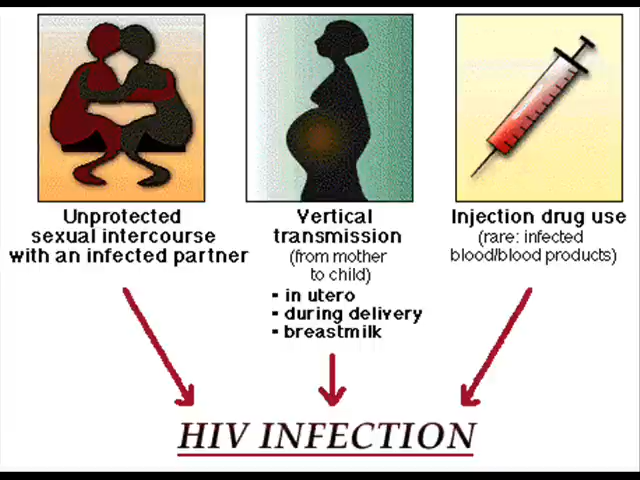 Unprotected
sexual intercourse
with an infected partner
Vertical
transmission
(from mother
to child)
▪ in utero
▪ during delivery
▪ breastmilk
Injection drug use
(rare: infected
blood/blood products)
HIV INFECTION